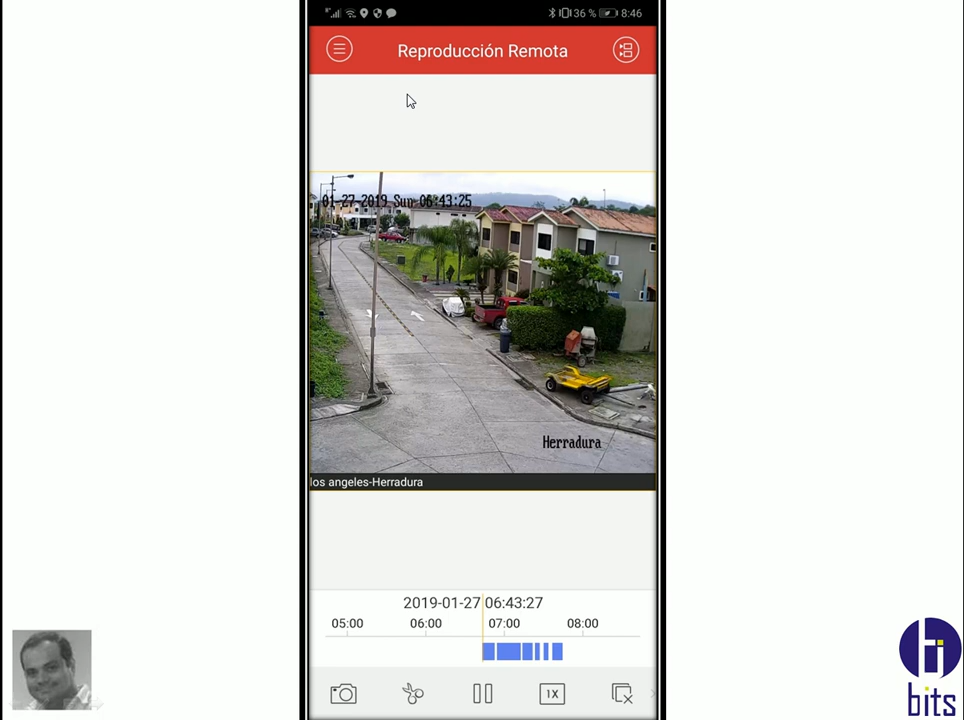 36 % 8:46
Reproducción Remota
01-27-2019 Sun 06:43:25
Herradura
los angeles-Herradura
2019-01-27 06:43:27
05:00 06:00 07:00 08:00
1X
bits